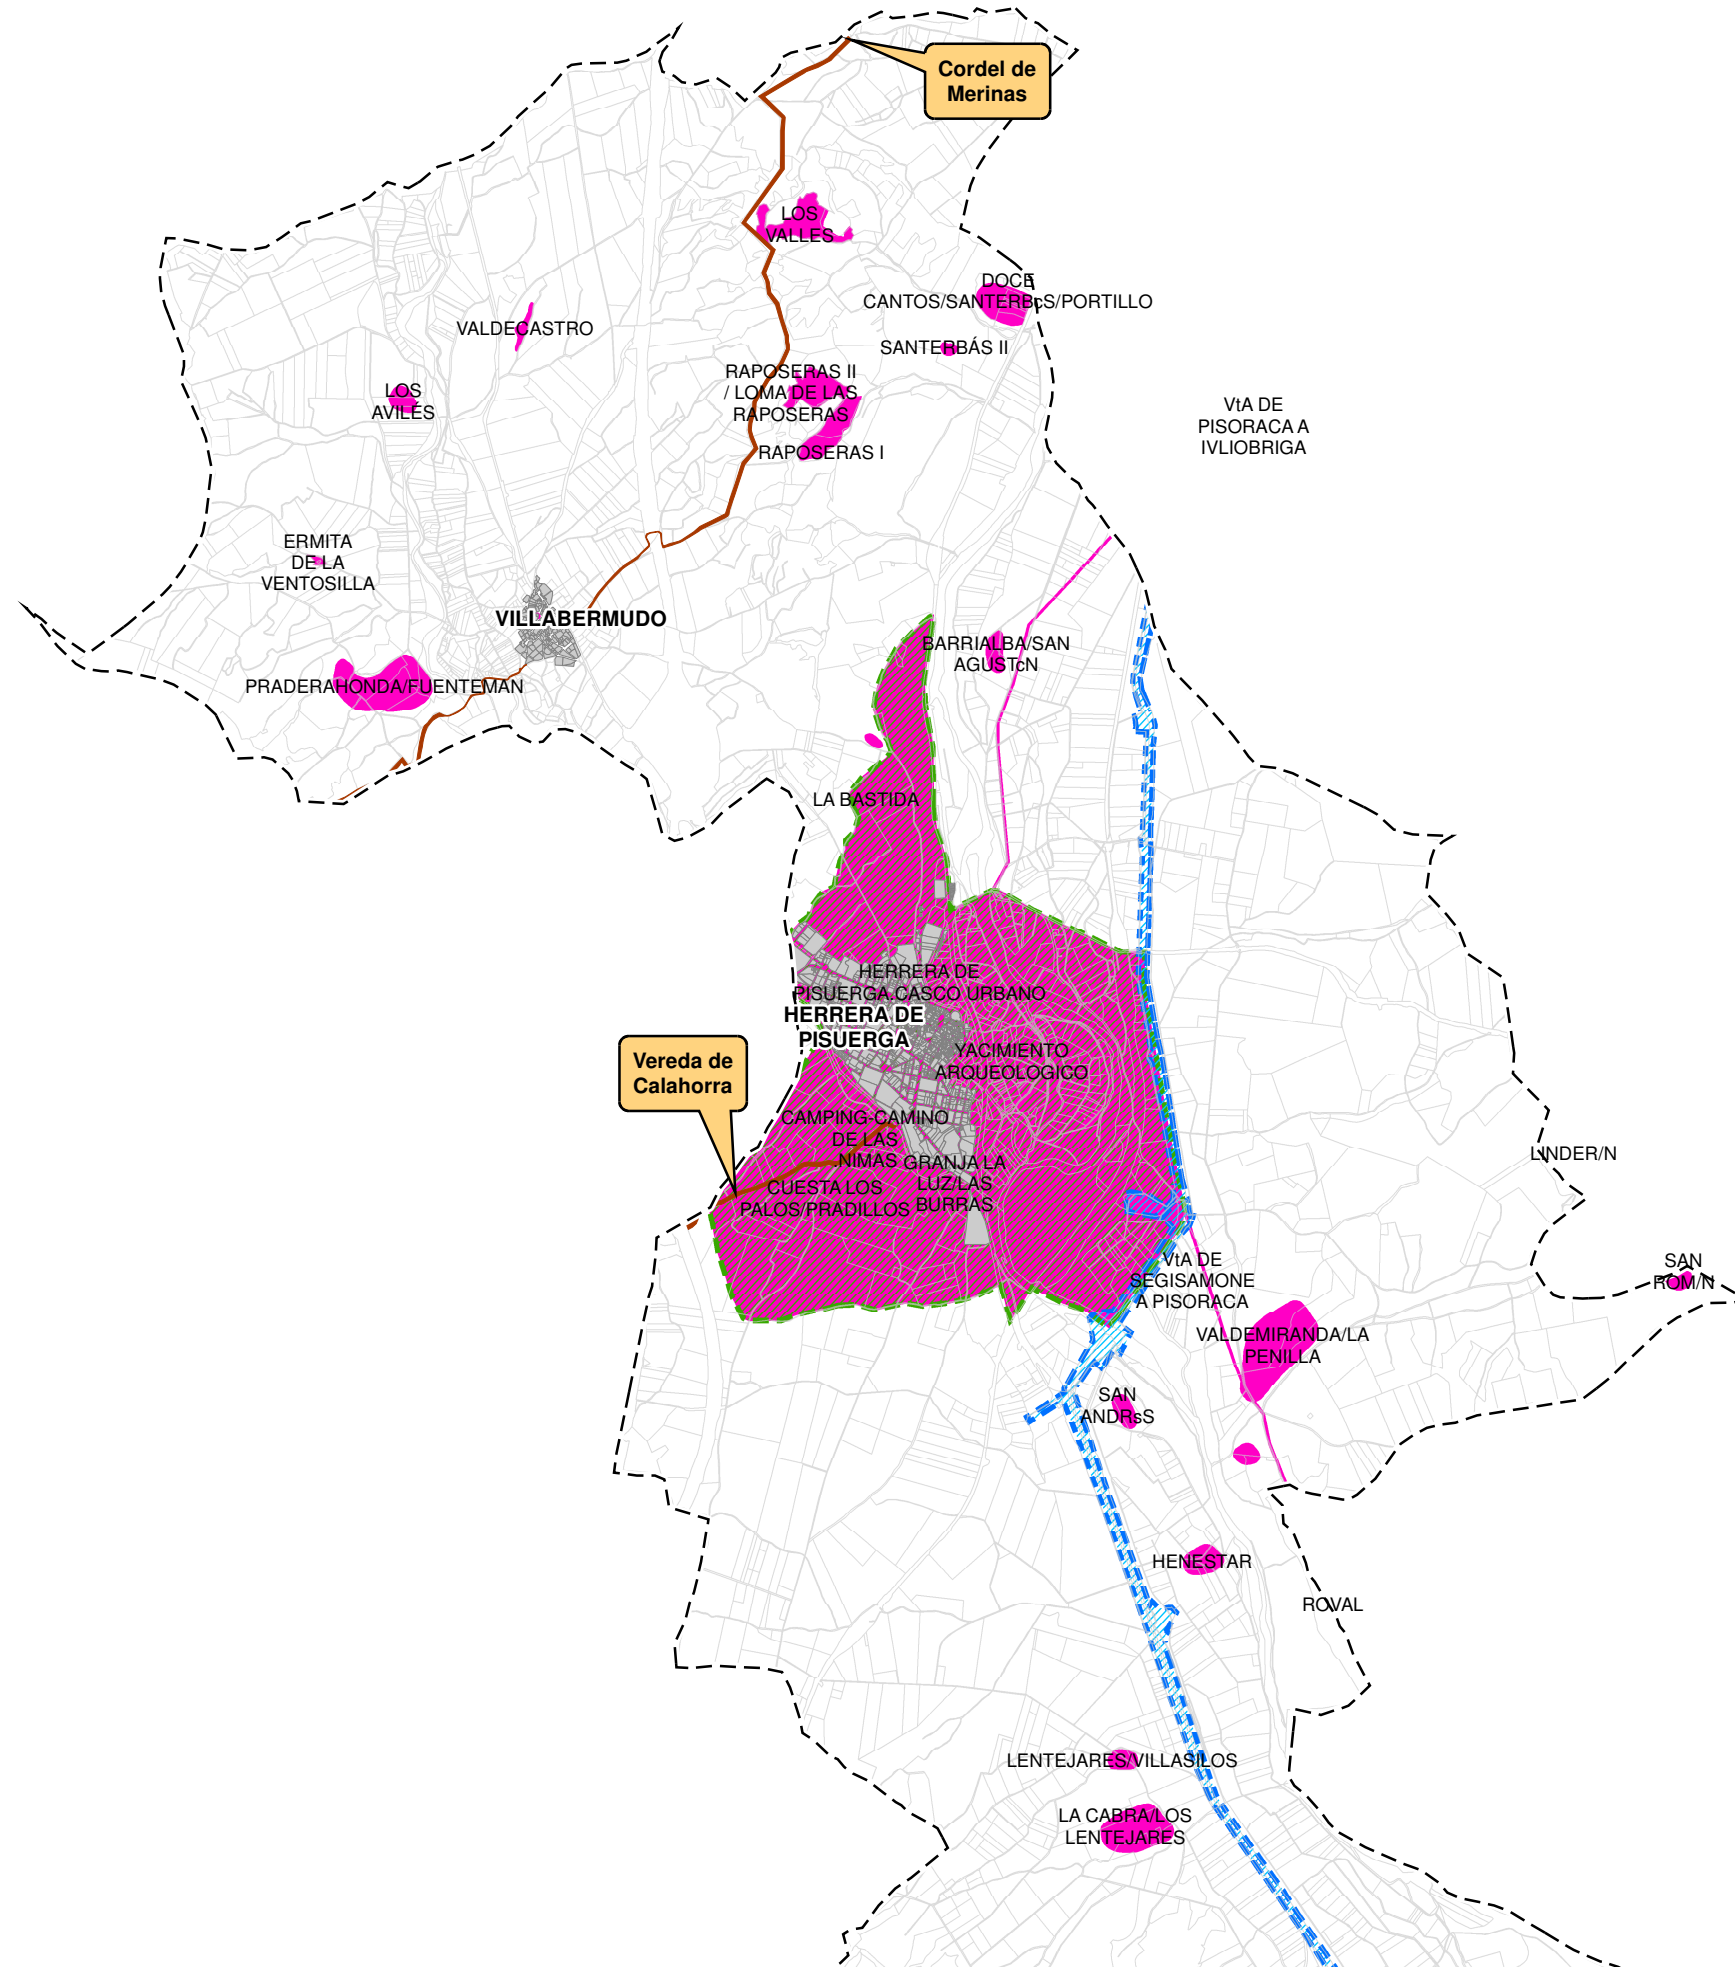 Cordel de
Merinas
LOS
VALLES
DOCE
CANTOS/SANTERBcS/PORTILLO
VALDECASTRO
SANTERBÁS II
RAPOSERAS II
/ LOMA DE LAS
RAPOSERAS
LOS
AVILÉS
VtA DE
PISORACA A
IVLIOBRIGA
RAPOSERAS I
ERMITA
DE LA
VENTOSILLA
VILLABERMUDO
BARRIALBA/SAN
AGUSTcN
PRADERAHONDA/FUENTEMAN
LA BASTIDA
HERRERA DE
PISUERGA.CASCO URBANO
HERRERA DE
PISUERGA
YACIMIENTO
ARQUEOLOGICO
Vereda de
Calahorra
CAMPING-CAMINO
DE LAS
.NIMAS
GRANJA LA
LUZ/LAS
BURRAS
CUESTA LOS
PALOS/PRADILLOS
LINDER/N
VtA DE
SEGISAMONE
A PISORACA
SAN
ROM/N
VALDEMIRANDA/LA
PENILLA
SAN
ANDRsS
HENESTAR
ROVAL
LENTEJARES/VILLASILOS
LA CABRA/LOS
LENTEJARES